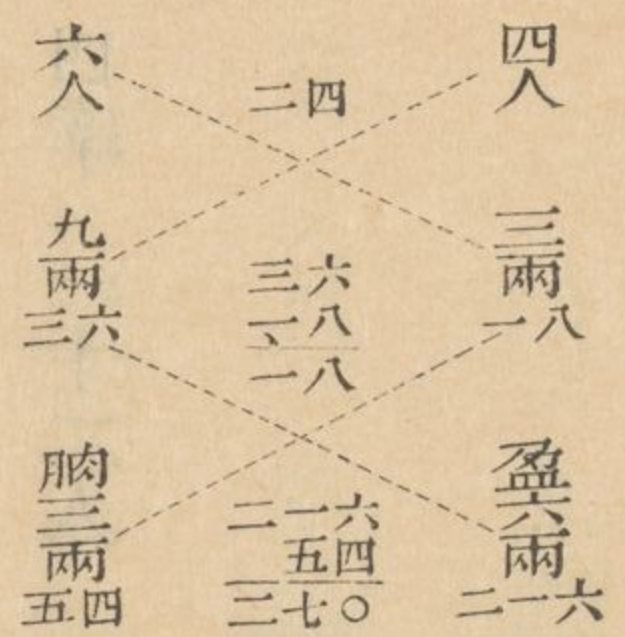 四人
三兩
一八
盈六兩
二一六
二四
三六
一八
一八
二一六
五四
二七〇
六人
九兩
三六
朒三兩
五四